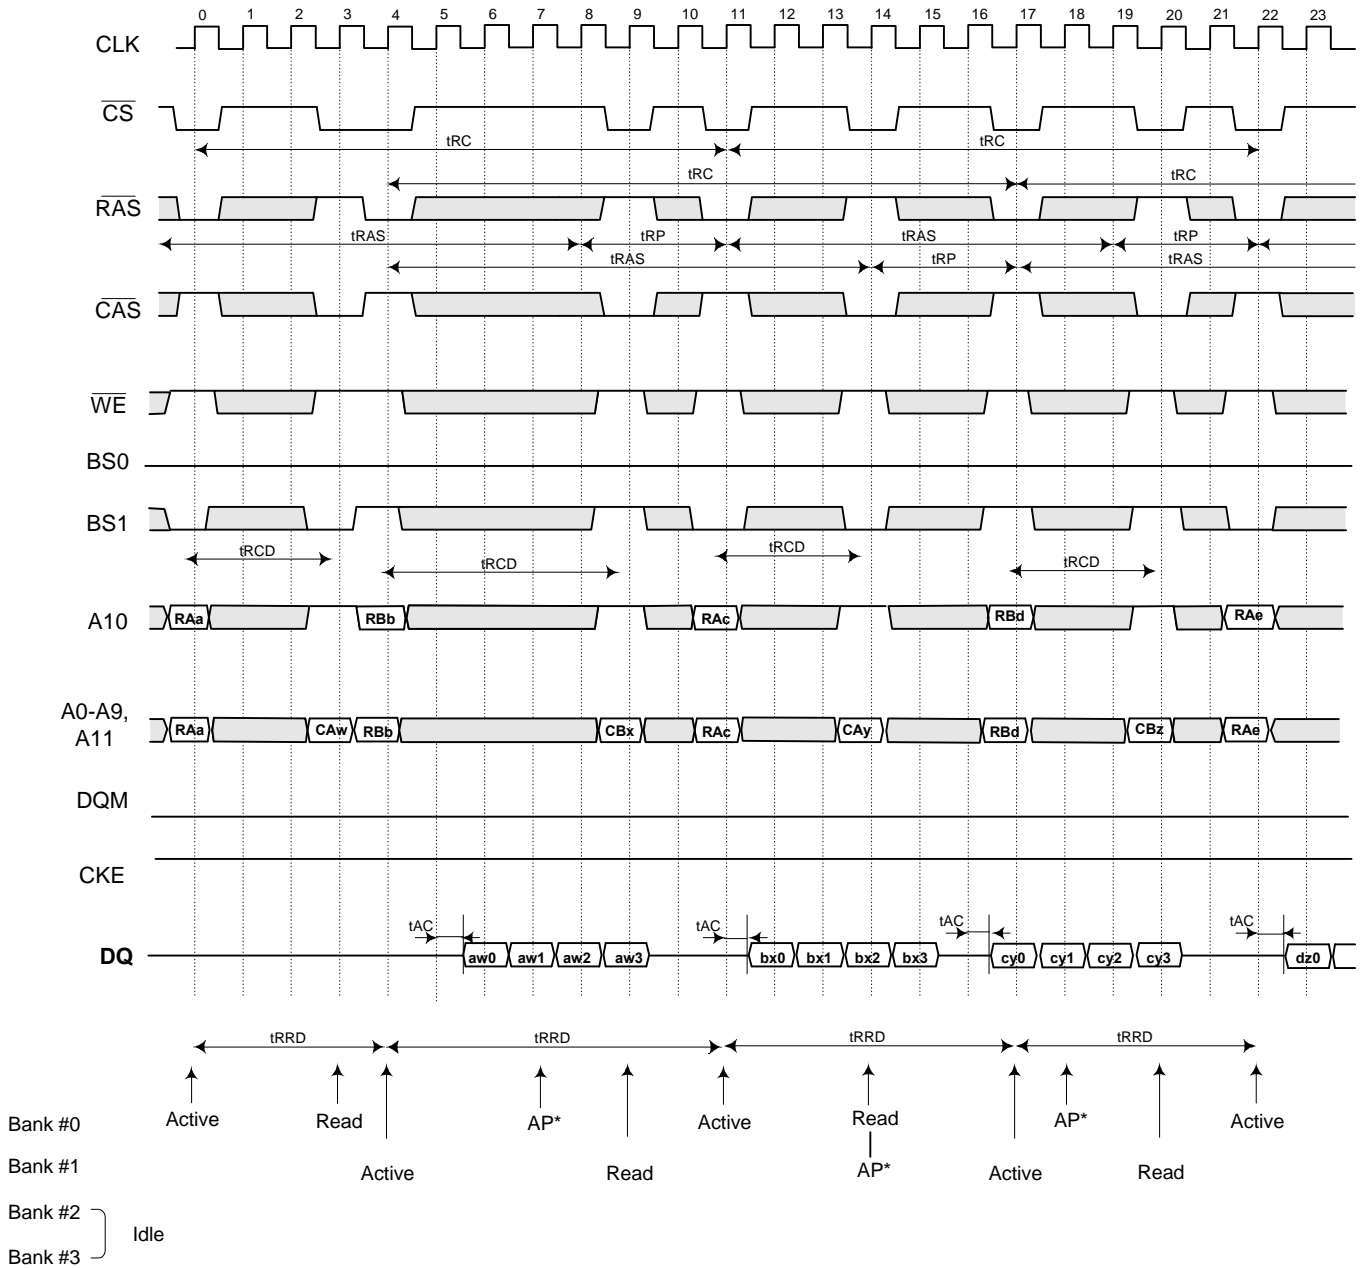 0 1 2 3 4 5 6 7 8 9 10 11 12 13 14 15 16 17 18 19 20 21 22 23
CLK
CS
tRC tRC
tRC tRC
RAS
tRAS tRP tRAS tRP
tRAS tRP tRAS
CAS
WE
BS0
BS1
tRCD tRCD tRCD tRCD
A10 RAa RBb RAc RBd RAe
A0-A9,
A11
RAa CAw RBb CBx RAc CAy RBd CBz RAe
DQM
CKE
tAC tAC tAC tAC
DQ aw0 aw1 aw2 aw3 bx0 bx1 bx2 bx3 cy0 cy1 cy2 cy3 dz0
tRRD tRRD tRRD tRRD
Bank #0 Active Read AP* Active Read AP* Active
Bank #1 Active Read AP* Active Read
Bank #2
Idle
Bank #3